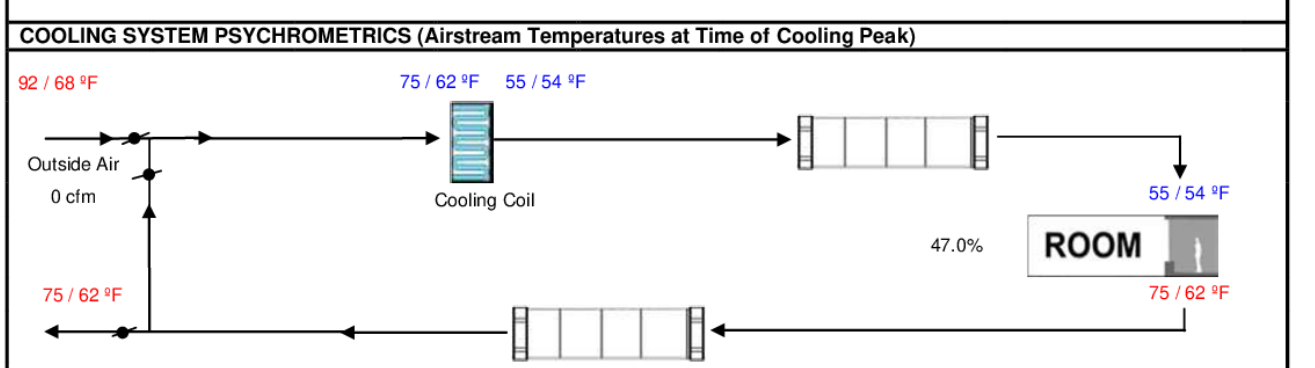 COOLING SYSTEM PSYCHROMETRICS (Airstream Temperatures at Time of Cooling Peak)
92 / 68 ºF
75 / 62 ºF
55 / 54 ºF
Outside Air
0 cfm
Cooling Coil
55 / 54 ºF
47.0%
ROOM
75 / 62 ºF
75 / 62 ºF